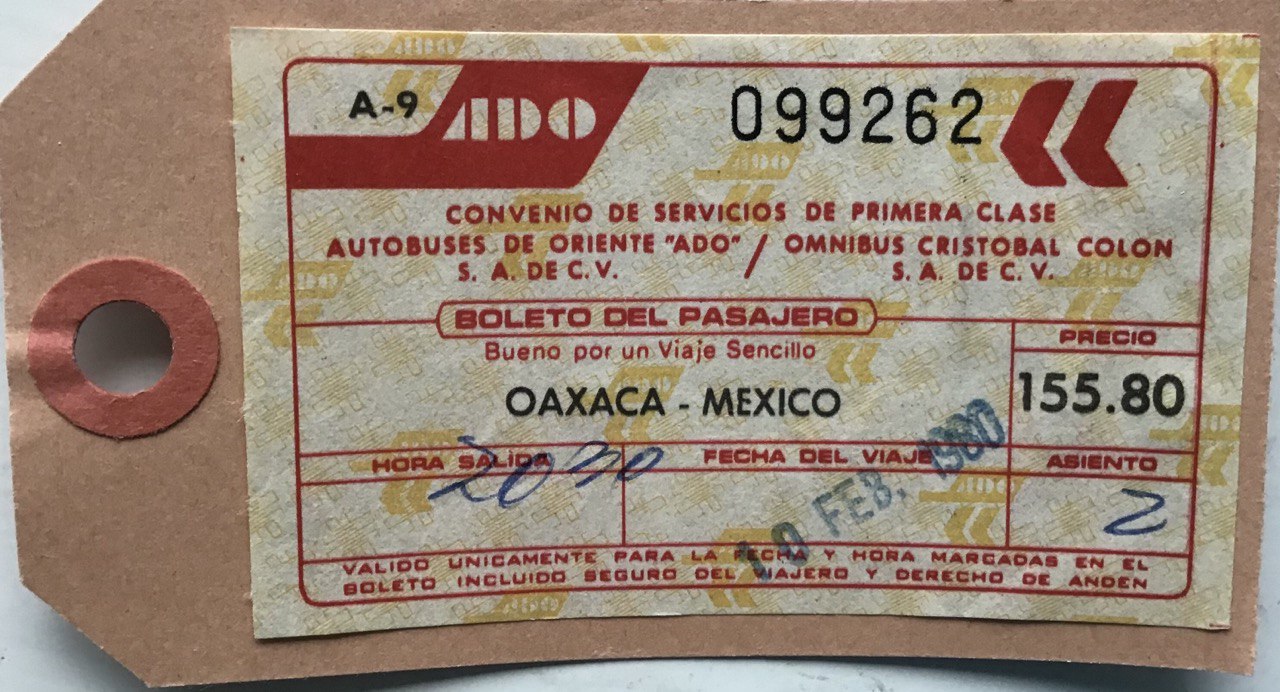 A-9 ADO 099262
CONVENIO DE SERVICIOS DE PRIMERA CLASE
AUTOBUSES DE ORIENTE "ADO" / OMNIBUS CRISTOBAL COLON
S. A. DE C. V. S. A. DE C. V.
BOLETO DEL PASAJERO
PRECIO
Bueno por un Viaje Sencillo
OAXACA - MEXICO
155.80
HORA SALIDA FECHA DEL VIAJE ASIENTO
2030
10 FEB. 1980
2
VALIDO UNICAMENTE PARA LA FECHA Y HORA MARCADAS EN EL
BOLETO INCLUIDO SEGURO DEL VIAJERO Y DERECHO DE ANDEN